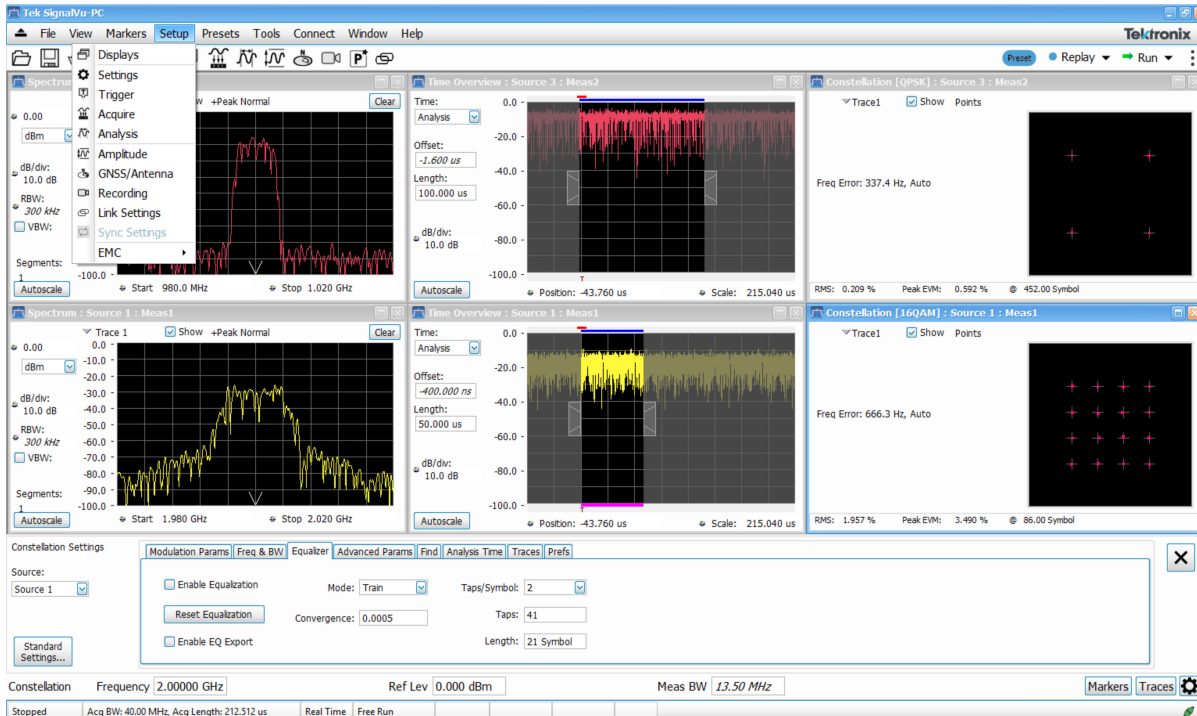 Tek SignalVu-PC
File View Markers Setup Presets Tools Connect Window Help
Tektronix
Preset Replay Run
Displays
Settings
Trigger
Acquire
Analysis
Amplitude
GNSS/Antenna
Recording
Link Settings
Sync Settings
EMC
+Peak Normal Clear
0.00
dBm
dB/div:
10.0 dB
RBW:
300 kHz
VBW:
Segments:
1
Autoscale
-100.0
Start 980.0 MHz Stop 1.020 GHz
Time Overview : Source 3 : Meas2
Time:
Analysis
Offset:
-1.600 us
Length:
100.000 us
dB/div:
10.0 dB
Autoscale
0.0
-20.0
-40.0
-60.0
-80.0
-100.0
T
Position: -43.760 us Scale: 215.040 us
Constellation [QPSK] : Source 3 : Meas2
Trace1 Show Points
Freq Error: 337.4 Hz, Auto
RMS: 0.209 % Peak EVM: 0.592 % @ 452.00 Symbol
Spectrum : Source 1 : Meas1
Trace 1 Show +Peak Normal Clear
0.00
dBm
dB/div:
10.0 dB
RBW:
300 kHz
VBW:
Segments:
1
Autoscale
0.0
-10.0
-20.0
-30.0
-40.0
-50.0
-60.0
-70.0
-80.0
-90.0
-100.0
Start 1.980 GHz Stop 2.020 GHz
Time Overview : Source 1 : Meas1
Time:
Analysis
Offset:
-400.000 ns
Length:
50.000 us
dB/div:
10.0 dB
Autoscale
0.0
-20.0
-40.0
-60.0
-80.0
-100.0
Position: -43.760 us Scale: 215.040 us
Constellation [16QAM] : Source 1 : Meas1
Trace1 Show Points
Freq Error: 666.3 Hz, Auto
RMS: 1.957 % Peak EVM: 3.490 % @ 86.00 Symbol
Constellation Settings
Source:
Source 1
Standard
Settings...
Modulation Params Freq & BW Equalizer Advanced Params Find Analysis Time Traces Prefs
Enable Equalization Mode: Train Taps/Symbol: 2
Reset Equalization Convergence: 0.0005 Taps: 41
Enable EQ Export Length: 21 Symbol
Constellation Frequency 2.00000 GHz Ref Lev 0.000 dBm Meas BW 13.50 MHz Markers Traces
Stopped Acq BW: 40.00 MHz, Acq Length: 212.512 us Real Time Free Run